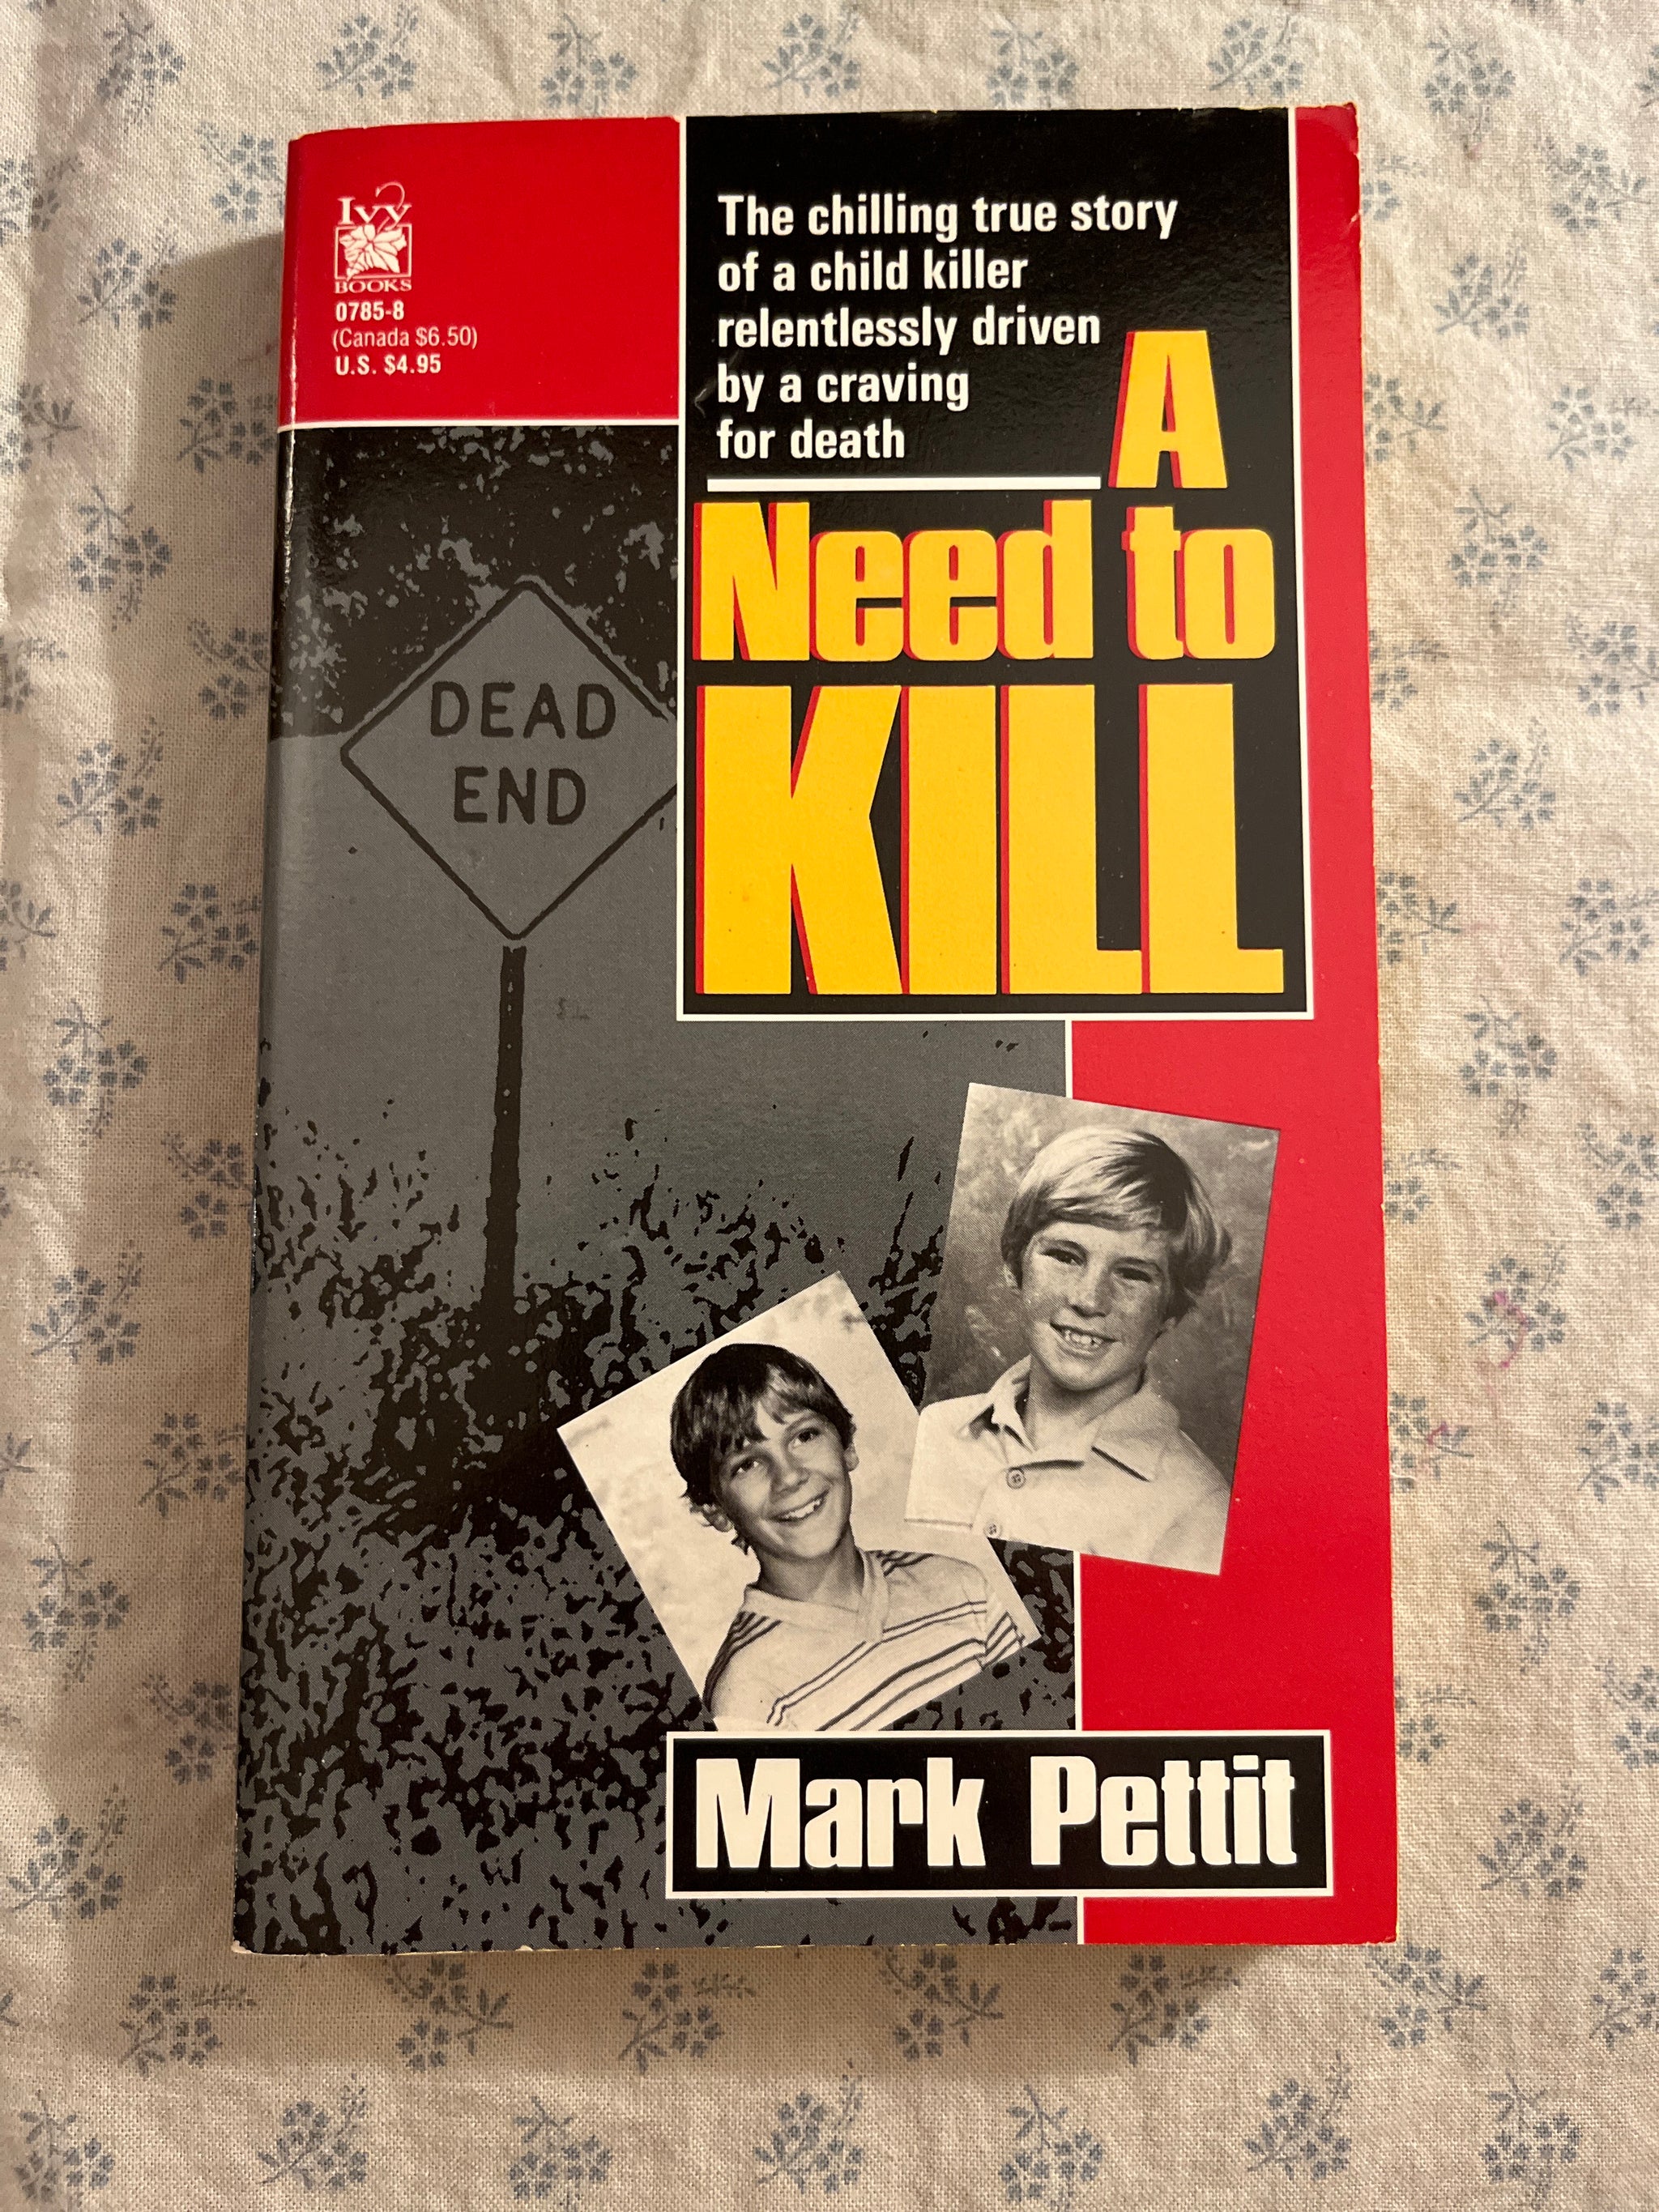 Ivy
BOOKS
0785-8
(Canada $6.50)
U.S. $4.95
The chilling true story
of a child killer
relentlessly driven
by a craving
for death
A
Need to
KILL
DEAD
END
Mark Pettit